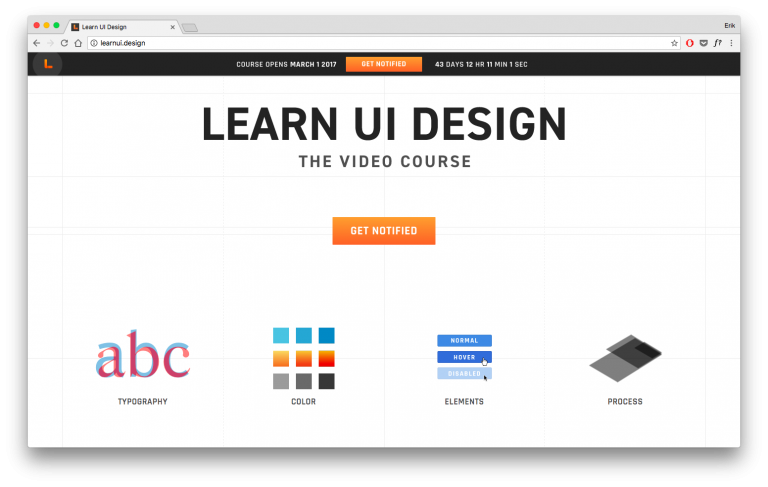 Learn UI Design
Erik
learnui.design
f?
L
COURSE OPENS MARCH 1 2017
GET NOTIFIED
43 DAYS 12 HR 11 MIN 1 SEC
LEARN UI DESIGN
THE VIDEO COURSE
GET NOTIFIED
abc
NORMAL
HOVER
DISABLED
TYPOGRAPHY
COLOR
ELEMENTS
PROCESS